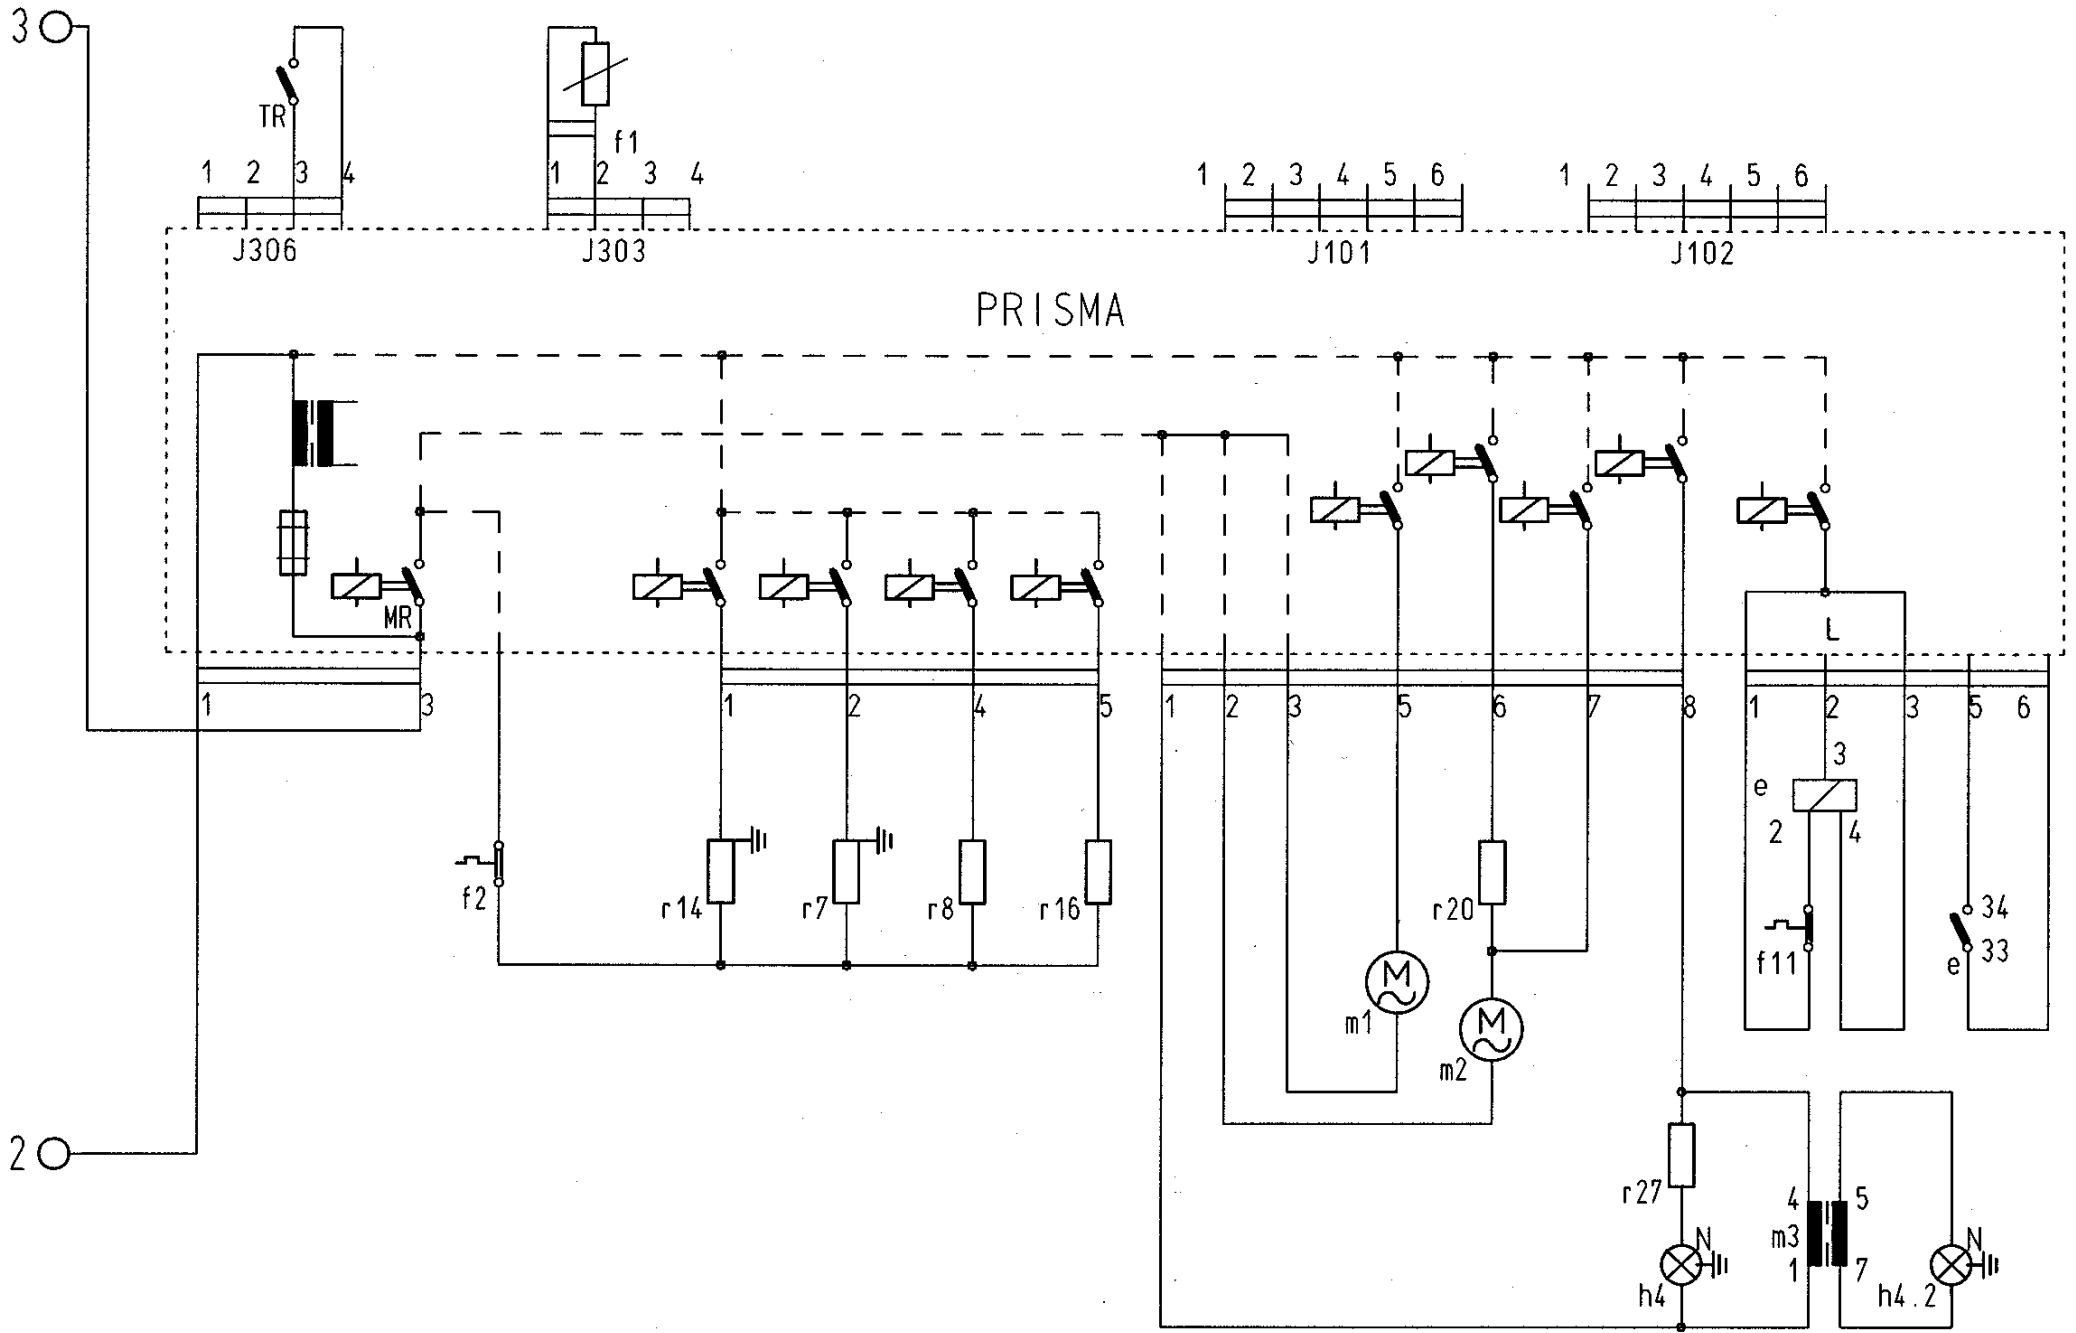 3
TR
f1
1 2 3 4
1 2 3 4
1 2 3 4 5 6
1 2 3 4 5 6
J306
J303
J101
J102
PRISMA
MR
L
1 3
1 2 4 5
1 2 3 5 6 7 8
1 2 3 5 6
3
e
2 4
f2
r14
r7
r8
r16
r20
34
f11
e
33
M
m1
M
m2
2
r27
4 5
m3
N
N
1 7
h4
h4.2